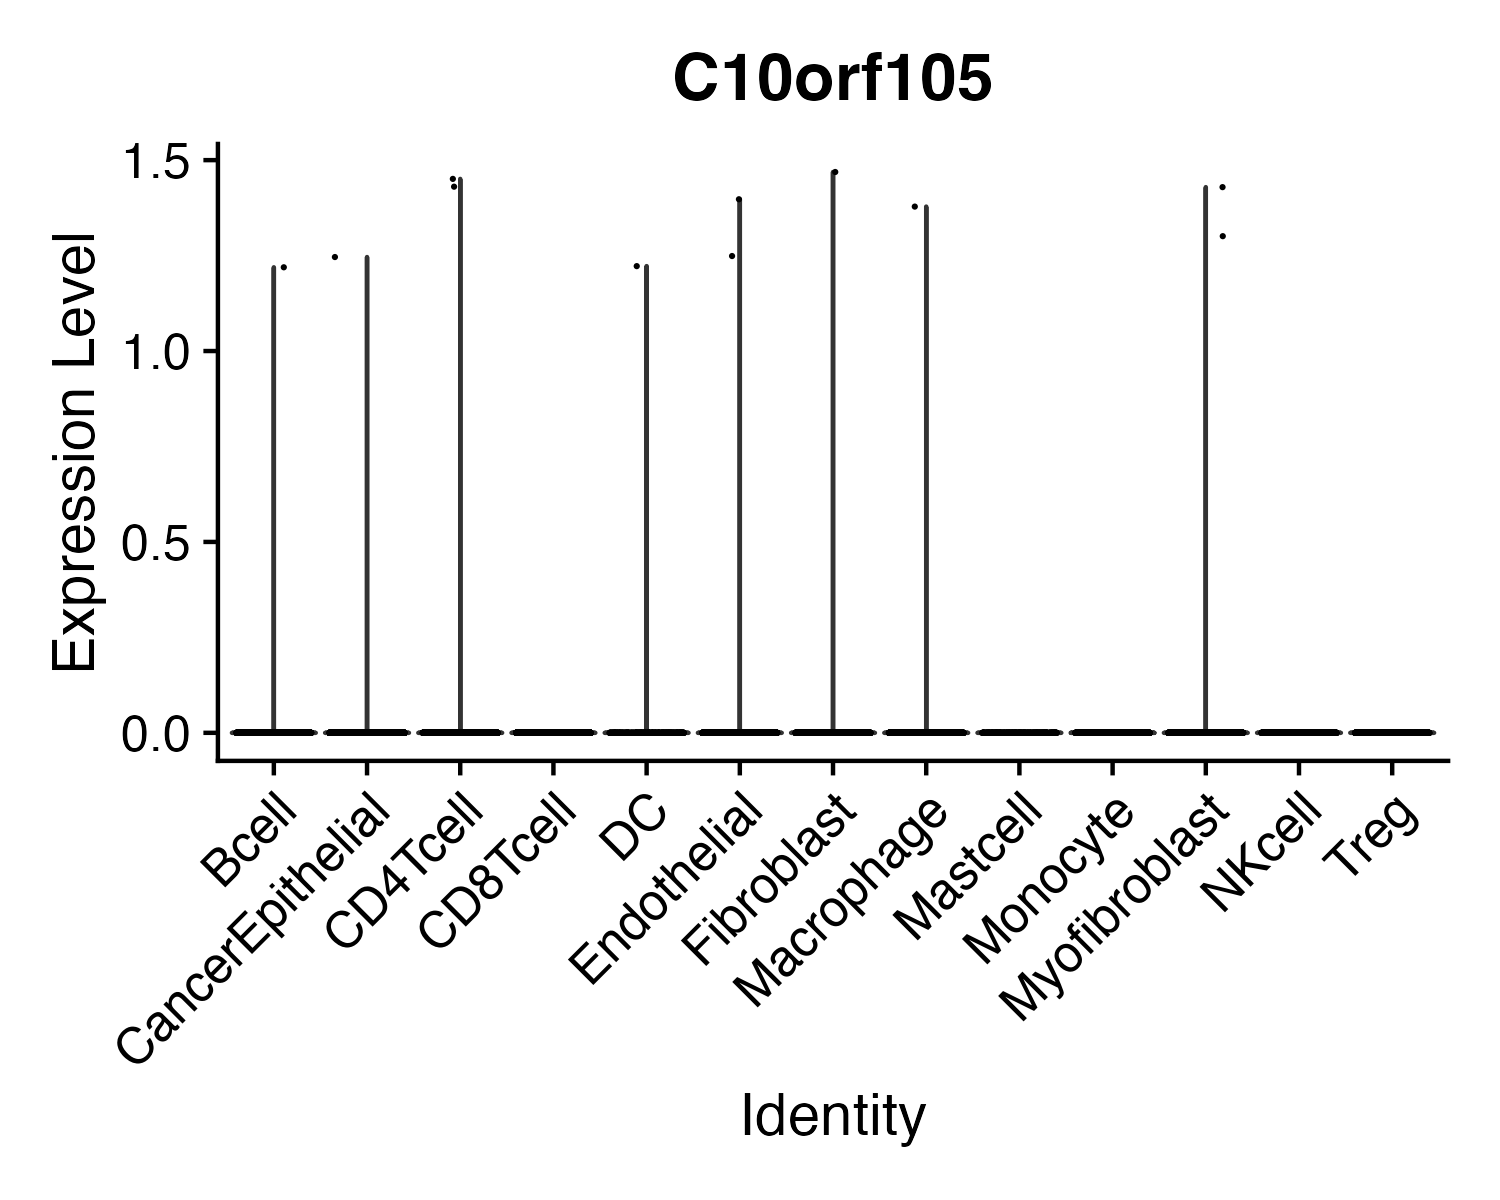 C10orf105
Expression Level
1.5
1.0
0.5
0.0
Bcell
CancerEpithelial
CD4Tcell
CD8Tcell
DC
Endothelial
Fibroblast
Macrophage
Mastcell
Monocyte
Myofibroblast
NKcell
Treg
Identity